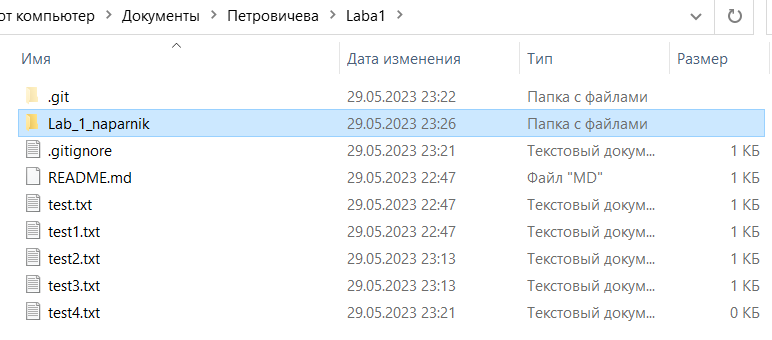 от компьютер > Документы > Петровичева > Laba1 >
Имя Дата изменения Тип Размер
.git 29.05.2023 23:22 Папка с файлами
Lab_1_naparnik 29.05.2023 23:26 Папка с файлами
.gitignore 29.05.2023 23:21 Текстовый докум... 1 КБ
README.md 29.05.2023 22:47 Файл "MD" 1 КБ
test.txt 29.05.2023 22:47 Текстовый докум... 1 КБ
test1.txt 29.05.2023 22:47 Текстовый докум... 1 КБ
test2.txt 29.05.2023 23:13 Текстовый докум... 1 КБ
test3.txt 29.05.2023 23:13 Текстовый докум... 1 КБ
test4.txt 29.05.2023 23:21 Текстовый докум... 0 КБ